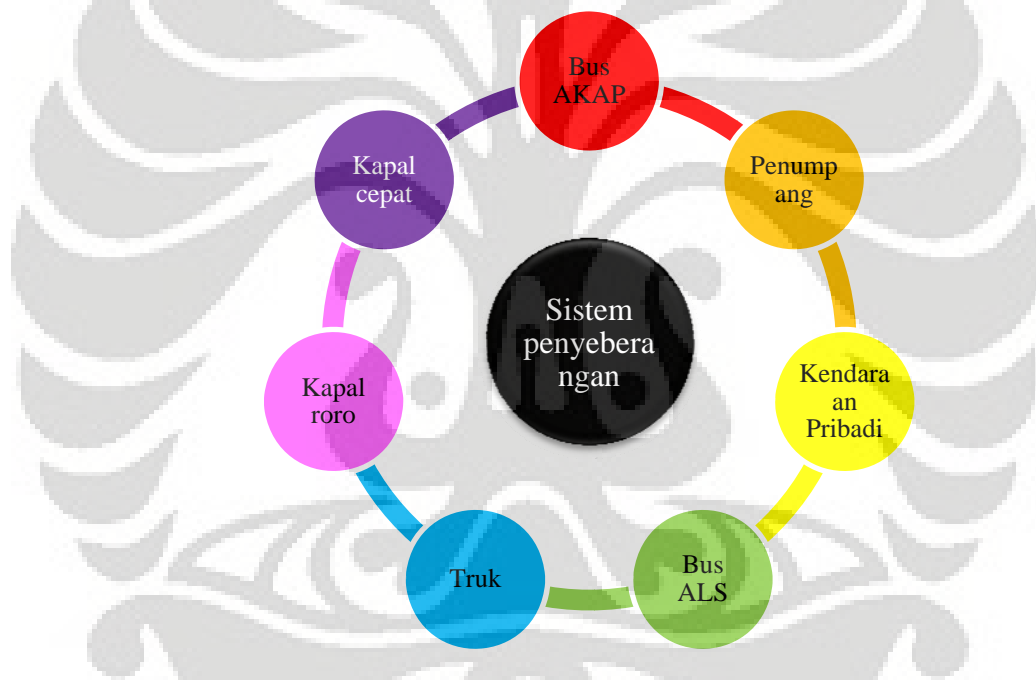 Bus
AKAP
Penump
ang
Kendara
an
Pribadi
Bus
ALS
Truk
Kapal
roro
Kapal
cepat
Sistem
penyebera
ngan